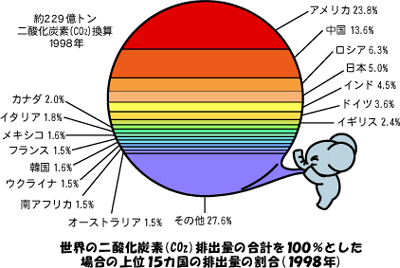 約229億トン
二酸化炭素(CO₂)換算
1998年
アメリカ 23.8%
中国 13.6%
ロシア 6.3%
日本 5.0%
インド 4.5%
ドイツ 3.6%
イギリス 2.4%
カナダ 2.0%
イタリア 1.8%
メキシコ 1.6%
フランス 1.5%
韓国 1.6%
ウクライナ 1.5%
南アフリカ 1.5%
オーストラリア 1.5%
その他 27.6%
世界の二酸化炭素(CO₂)排出量の合計を100%とした
場合の上位15カ国の排出量の割合(1998年)